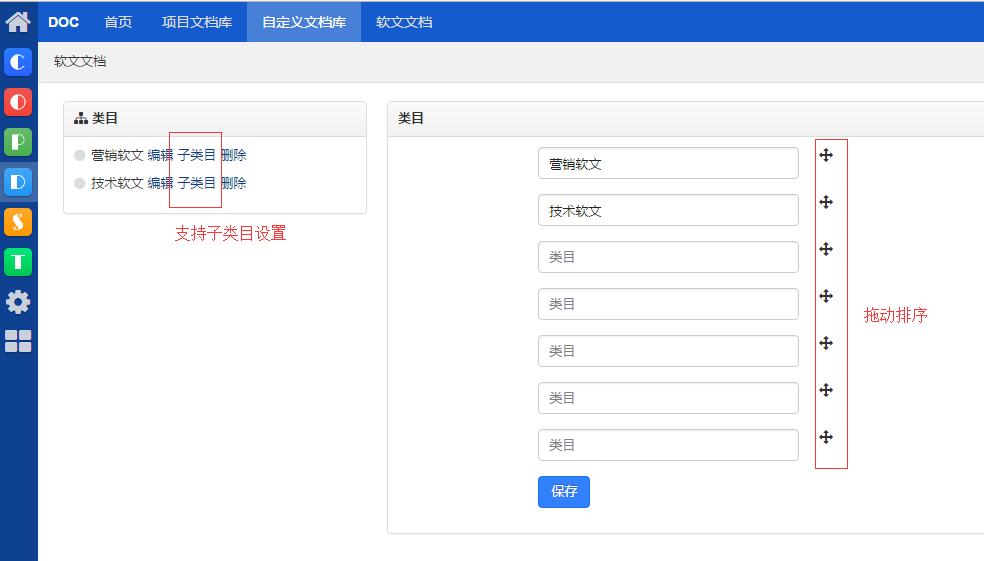 DOC 首页 项目文档库 自定义文档库 软文文档
软文文档
类目
营销软文 编辑 子类目 删除
技术软文 编辑 子类目 删除
支持子类目设置
类目
营销软文
技术软文
类目
类目
类目
类目
类目
保存
拖动排序